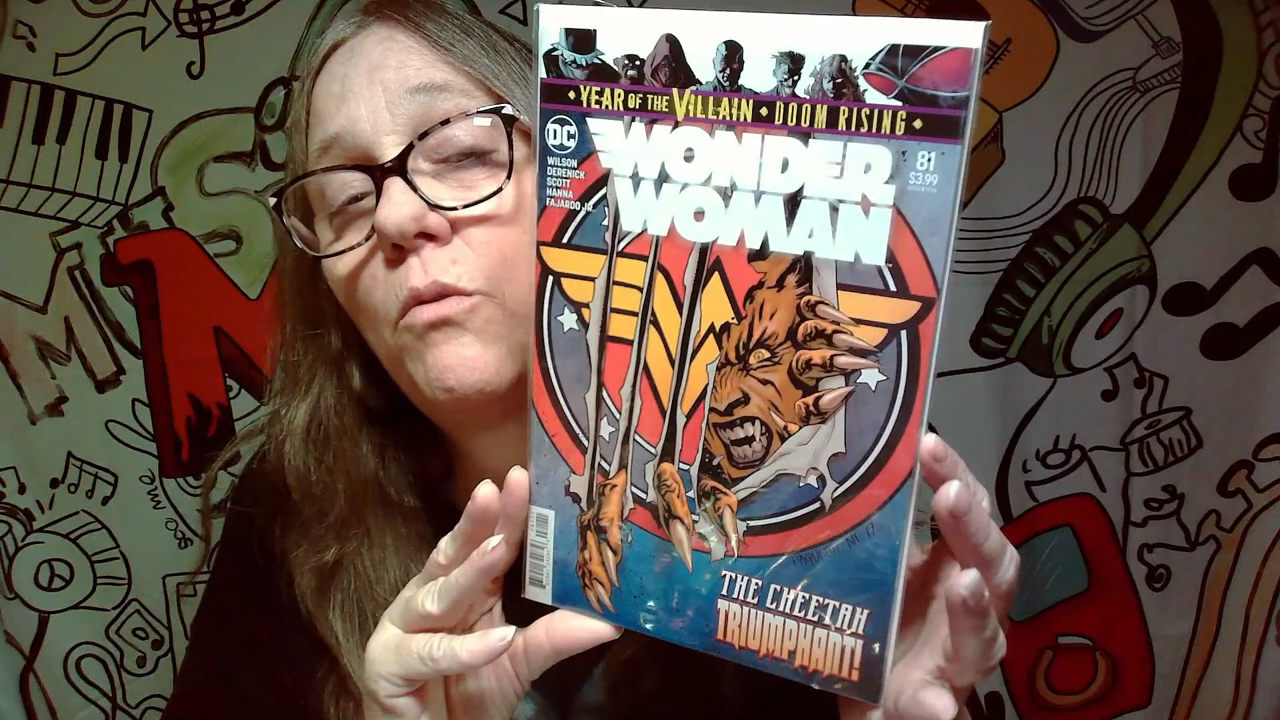 YEAR OF THE VILLAIN • DOOM RISING
DC
WONDER
WOMAN
81
$3.99
WILSON
DERENICK
SCOTT
HANNA
FAJARDO JR.
THE CHEETAH
TRIUMPHANT!
MUS
N